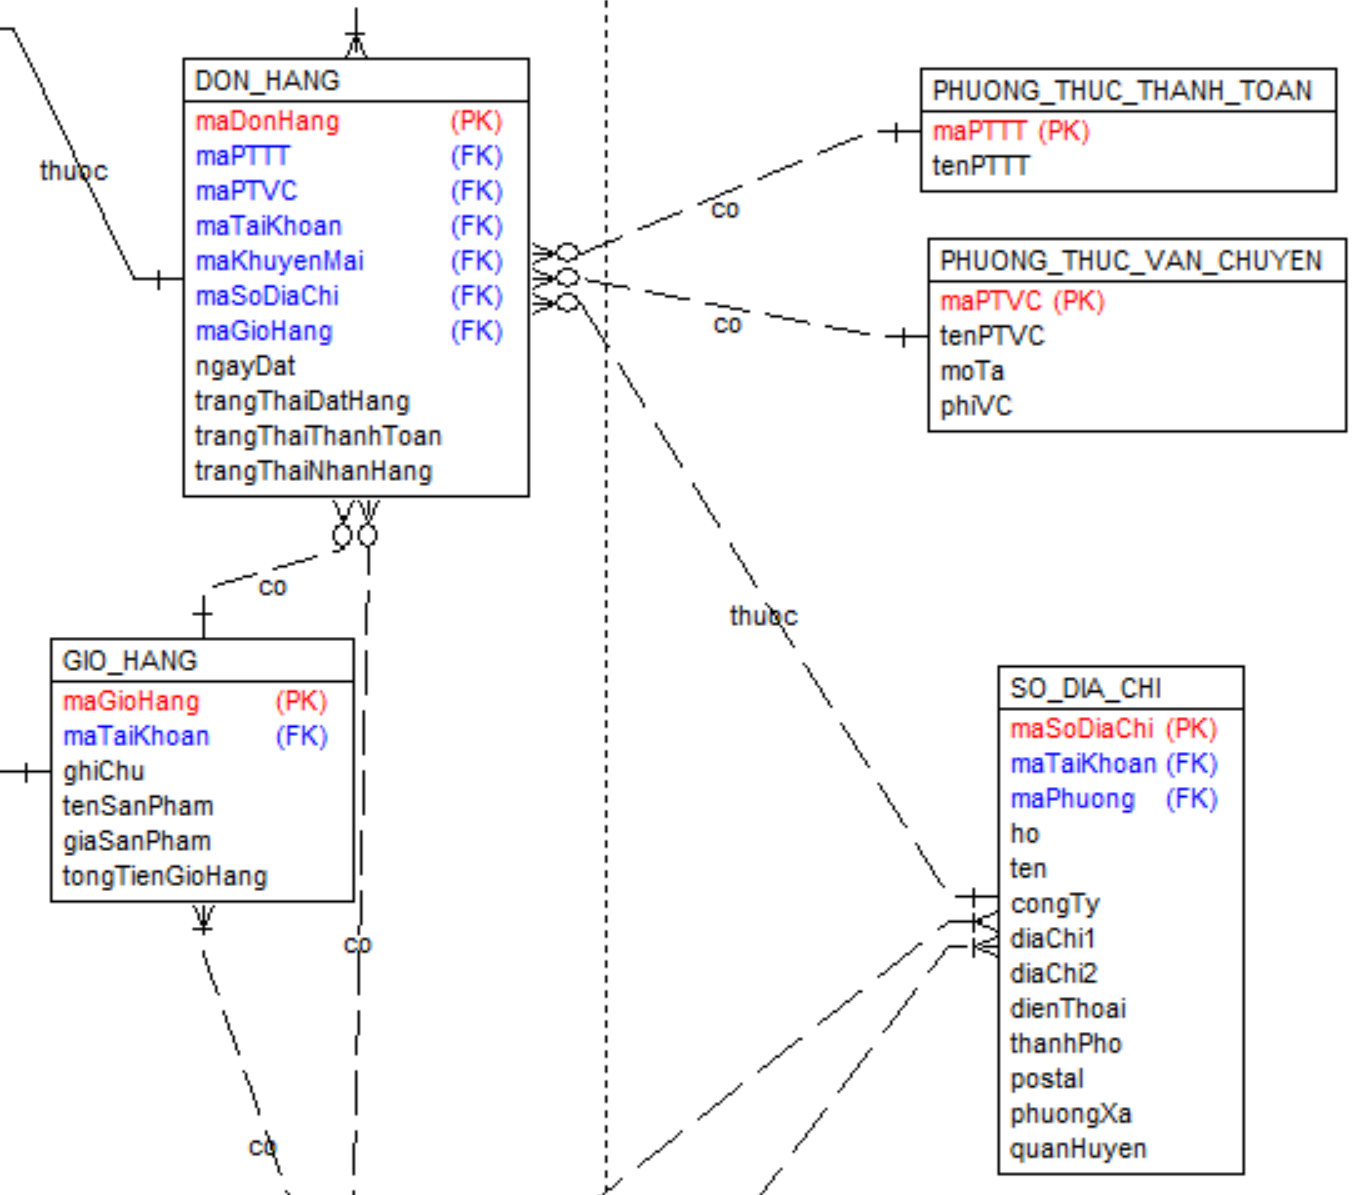 DON_HANG
maDonHang (PK)
maPTTT (FK)
maPTVC (FK)
maTaiKhoan (FK)
maKhuyenMai (FK)
maSoDiaChi (FK)
maGioHang (FK)
ngayDat
trangThaiDatHang
trangThaiThanhToan
trangThaiNhanHang
thuoc
PHUONG_THUC_THANH_TOAN
maPTTT (PK)
tenPTTT
co
PHUONG_THUC_VAN_CHUYEN
maPTVC (PK)
tenPTVC
moTa
phiVC
co
co
thuoc
GIO_HANG
maGioHang (PK)
maTaiKhoan (FK)
ghiChu
tenSanPham
giaSanPham
tongTienGioHang
SO_DIA_CHI
maSoDiaChi (PK)
maTaiKhoan (FK)
maPhuong (FK)
ho
ten
congTy
diaChi1
diaChi2
dienThoai
thanhPho
postal
phuongXa
quanHuyen
co
co